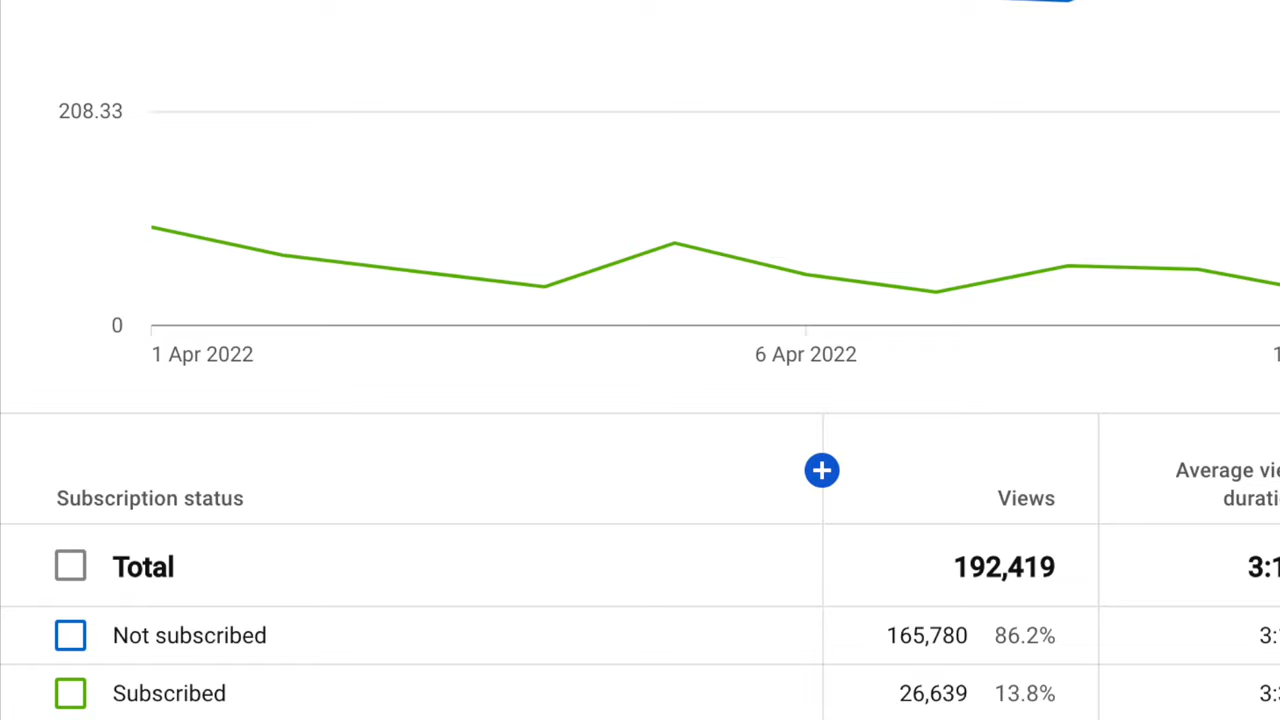 208.33
0
1 Apr 2022
6 Apr 2022
Subscription status
Views
Average
Total
192,419
Not subscribed
165,780 86.2%
Subscribed
26,639 13.8%